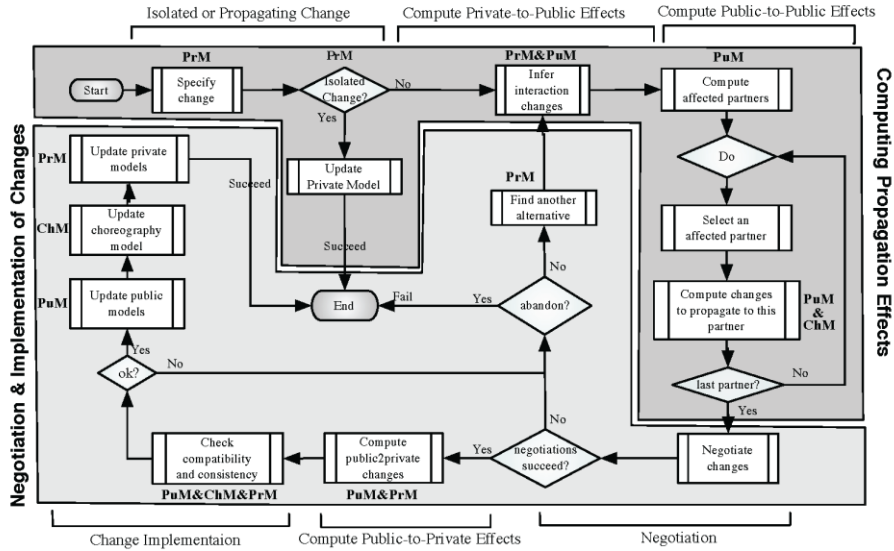 Isolated or Propagating Change
Compute Private-to-Public Effects
Compute Public-to-Public Effects
PrM
PrM
PrM&PuM
PuM
Start
Specify
change
Isolated
Change?
No
Infer
interaction
changes
Compute
affected partners
Yes
Update
Private Model
Succeed
Do
Select an
affected partner
Compute changes
to propagate to this
partner
PuM
&
ChM
last partner?
No
Yes
Computing Propagation Effects
Negotiation & Implementation of Changes
PrM
Update private
models
Succeed
ChM
Update
choreography
model
PuM
Update public
models
Yes
ok?
No
End
Fail
Yes
abandon?
No
PrM
Find another
alternative
No
Check
compatibility
and consistency
PuM&ChM&PrM
Compute
public2private
changes
PuM&PrM
Yes
negotiations
succeed?
Negotiate
changes
Change Implementaion
Compute Public-to-Private Effects
Negotiation